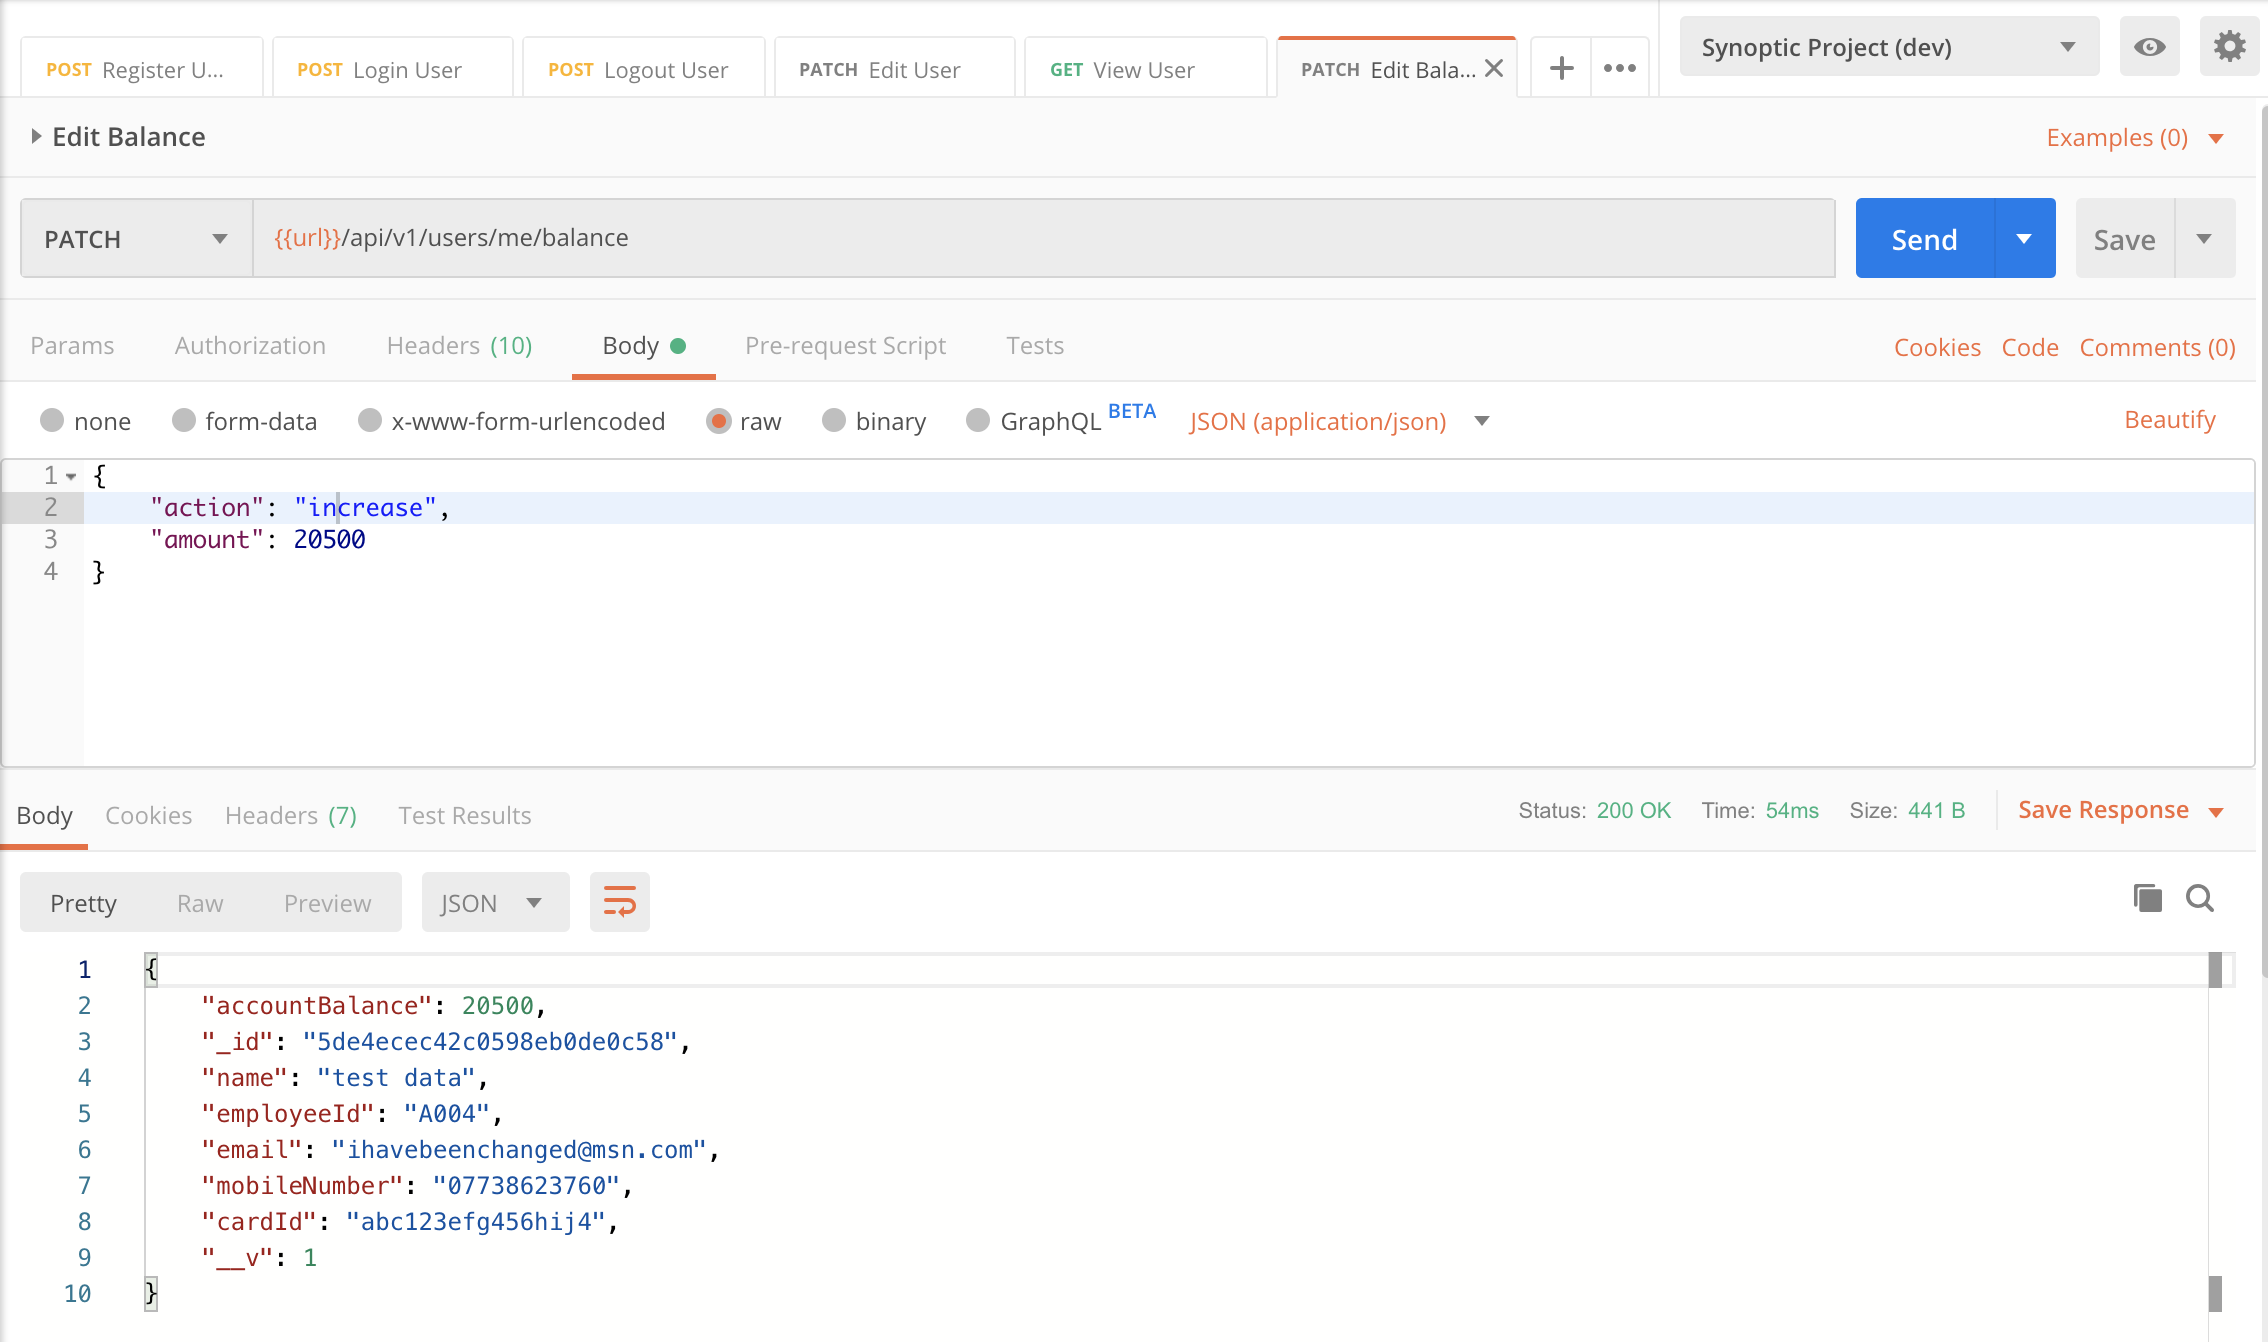 POST Register U... POST Login User POST Logout User PATCH Edit User GET View User PATCH Edit Bala... Synoptic Project (dev)
Edit Balance Examples (0)
PATCH {{url}}/api/v1/users/me/balance Send Save
Params Authorization Headers (10) Body Pre-request Script Tests Cookies Code Comments (0)
none form-data x-www-form-urlencoded raw binary GraphQL BETA JSON (application/json) Beautify
1 {
2 "action": "increase",
3 "amount": 20500
4 }
Body Cookies Headers (7) Test Results Status: 200 OK Time: 54ms Size: 441 B Save Response
Pretty Raw Preview JSON
1 {
2 "accountBalance": 20500,
3 "_id": "5de4ecec42c0598eb0de0c58",
4 "name": "test data",
5 "employeeId": "A004",
6 "email": "ihavebeenchanged@msn.com",
7 "mobileNumber": "07738623760",
8 "cardId": "abc123efg456hij4",
9 "__v": 1
10 }